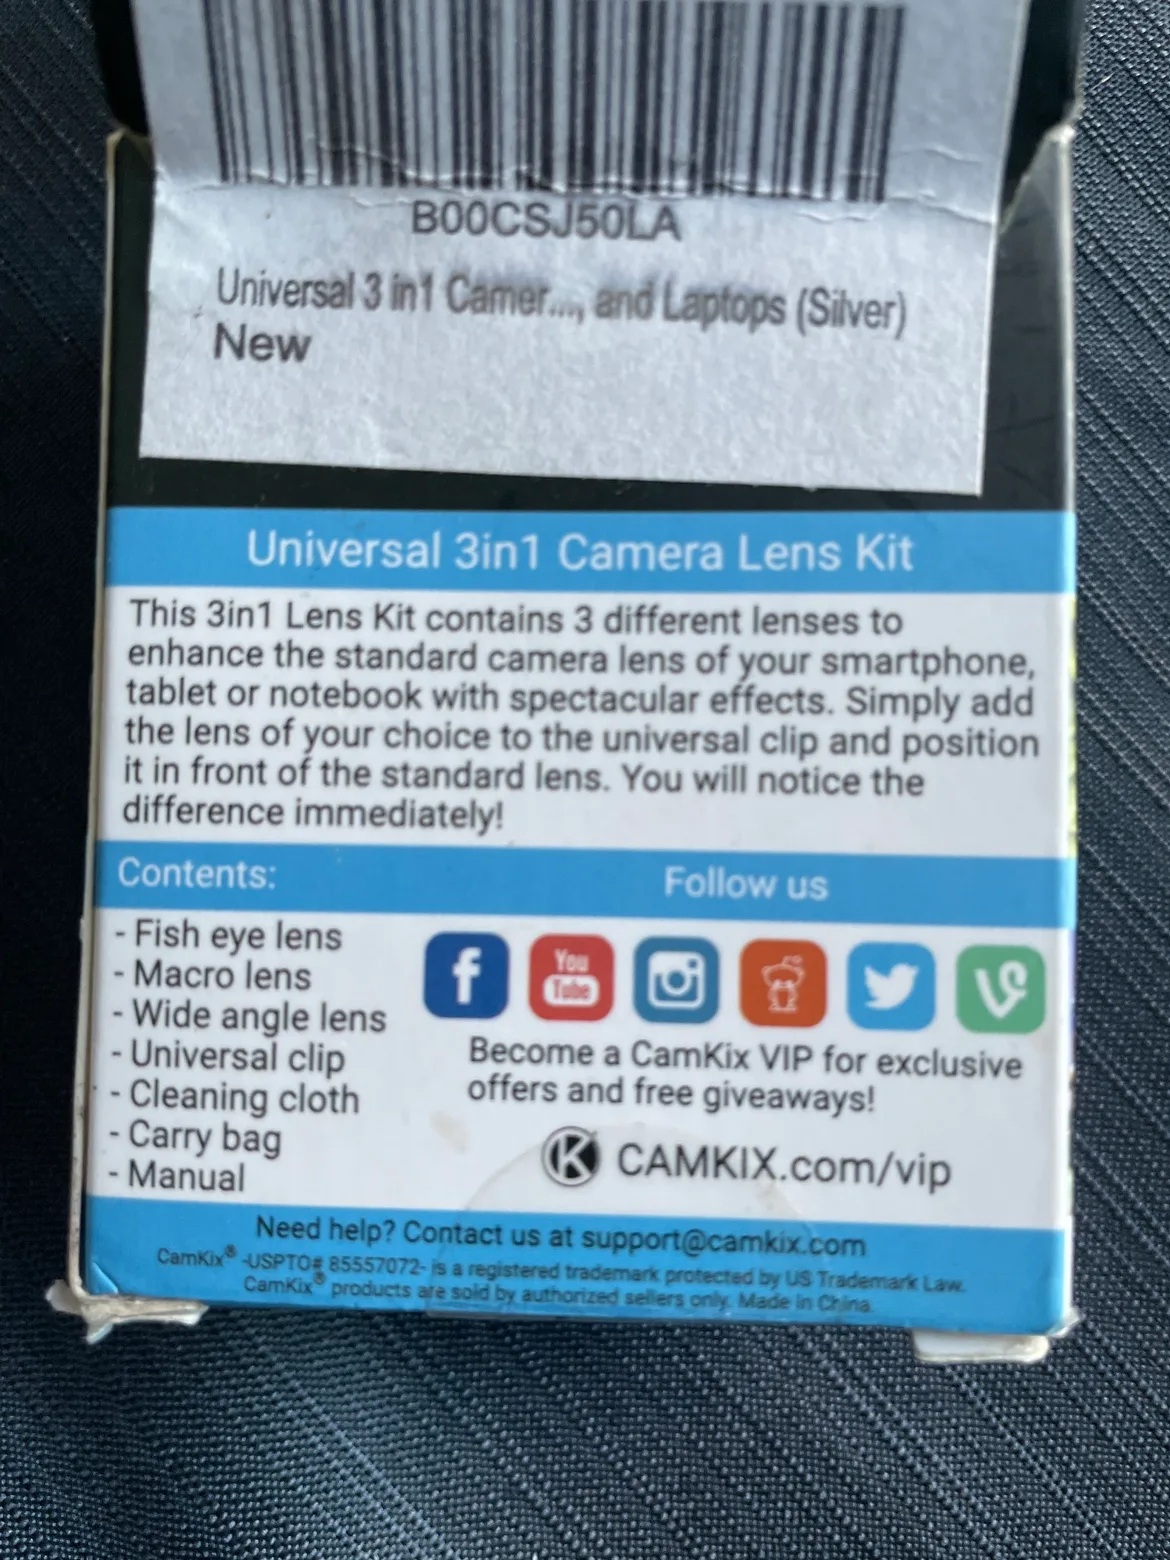 B00CSJ50LA
Universal 3 in1 Camer..., and Laptops (Silver)
New
Universal 3in1 Camera Lens Kit
This 3in1 Lens Kit contains 3 different lenses to
enhance the standard camera lens of your smartphone,
tablet or notebook with spectacular effects. Simply add
the lens of your choice to the universal clip and position
it in front of the standard lens. You will notice the
difference immediately!
Contents:
- Fish eye lens
- Macro lens
- Wide angle lens
- Universal clip
- Cleaning cloth
- Carry bag
- Manual
Follow us
You
Tube
Become a CamKix VIP for exclusive
offers and free giveaways!
CAMKIX.com/vip
Need help? Contact us at support@camkix.com
CamKix® -USPTO# 85557072- is a registered trademark protected by US Trademark Law.
CamKix® products are sold by authorized sellers only. Made in China.